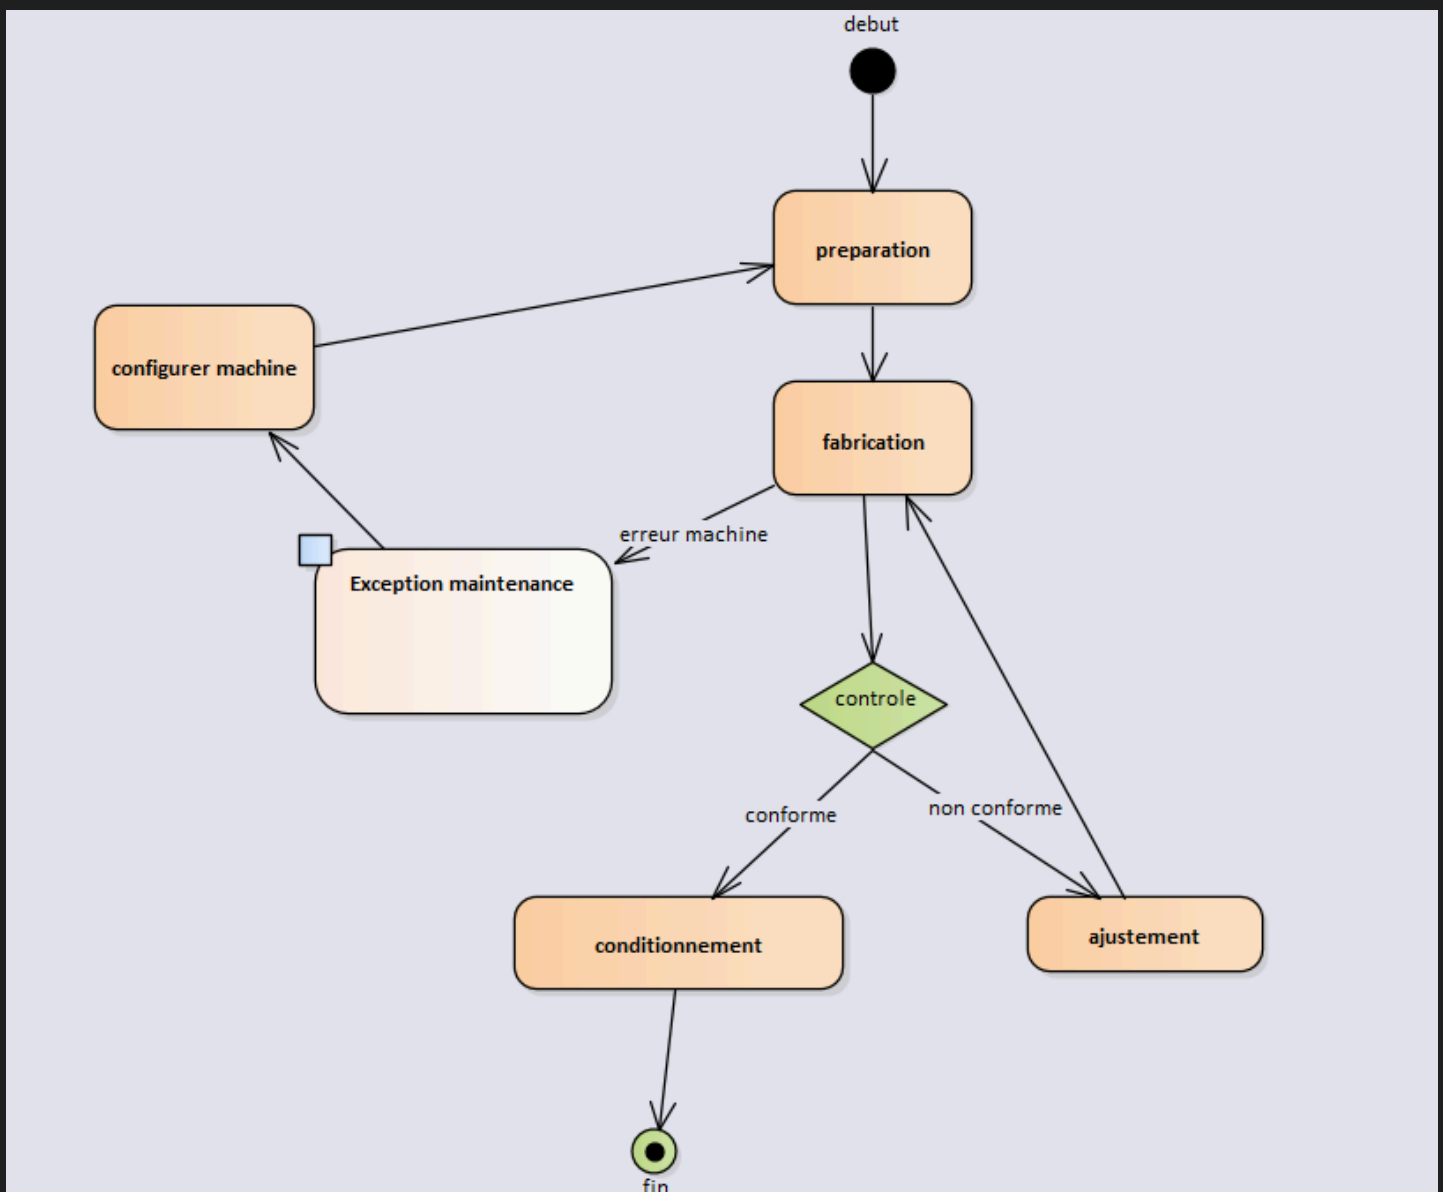 debut
preparation
configurer machine
fabrication
erreur machine
Exception maintenance
controle
conforme
non conforme
conditionnement
ajustement
fin